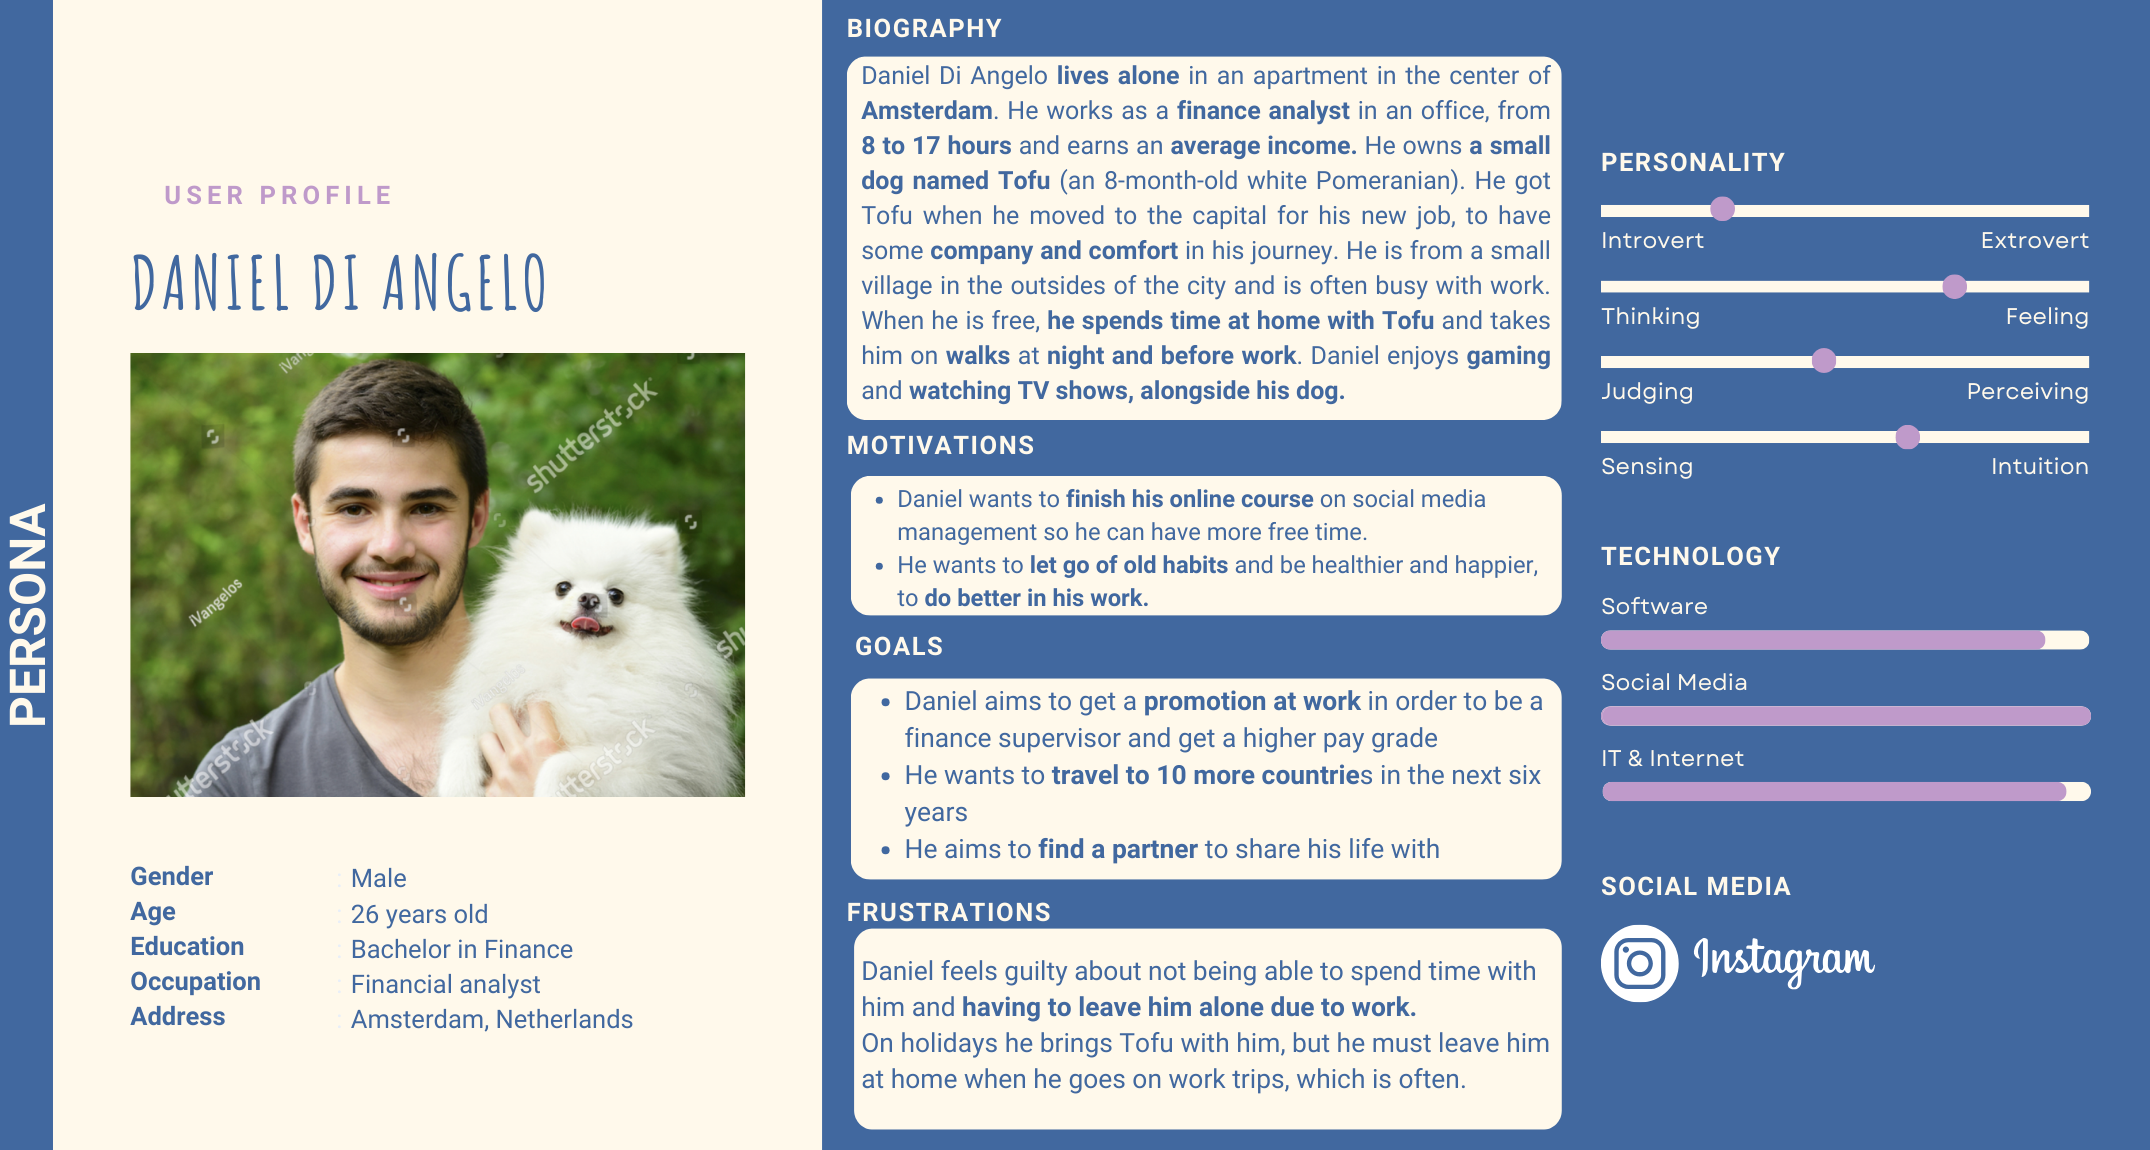 PERSONA
USER PROFILE
DANIEL DI ANGELO
iVangelos
shutterstock
iVangelos
Gender : Male
Age : 26 years old
Education : Bachelor in Finance
Occupation : Financial analyst
Address : Amsterdam, Netherlands
BIOGRAPHY
Daniel Di Angelo lives alone in an apartment in the center of
Amsterdam. He works as a finance analyst in an office, from
8 to 17 hours and earns an average income. He owns a small
dog named Tofu (an 8-month-old white Pomeranian). He got
Tofu when he moved to the capital for his new job, to have
some company and comfort in his journey. He is from a small
village in the outsides of the city and is often busy with work.
When he is free, he spends time at home with Tofu and takes
him on walks at night and before work. Daniel enjoys gaming
and watching TV shows, alongside his dog.
MOTIVATIONS
• Daniel wants to finish his online course on social media
management so he can have more free time.
• He wants to let go of old habits and be healthier and happier,
to do better in his work.
GOALS
• Daniel aims to get a promotion at work in order to be a
finance supervisor and get a higher pay grade
• He wants to travel to 10 more countries in the next six
years
• He aims to find a partner to share his life with
FRUSTRATIONS
Daniel feels guilty about not being able to spend time with
him and having to leave him alone due to work.
On holidays he brings Tofu with him, but he must leave him
at home when he goes on work trips, which is often.
PERSONALITY
Introvert Extrovert
Thinking Feeling
Judging Perceiving
Sensing Intuition
TECHNOLOGY
Software
Social Media
IT & Internet
SOCIAL MEDIA
Instagram